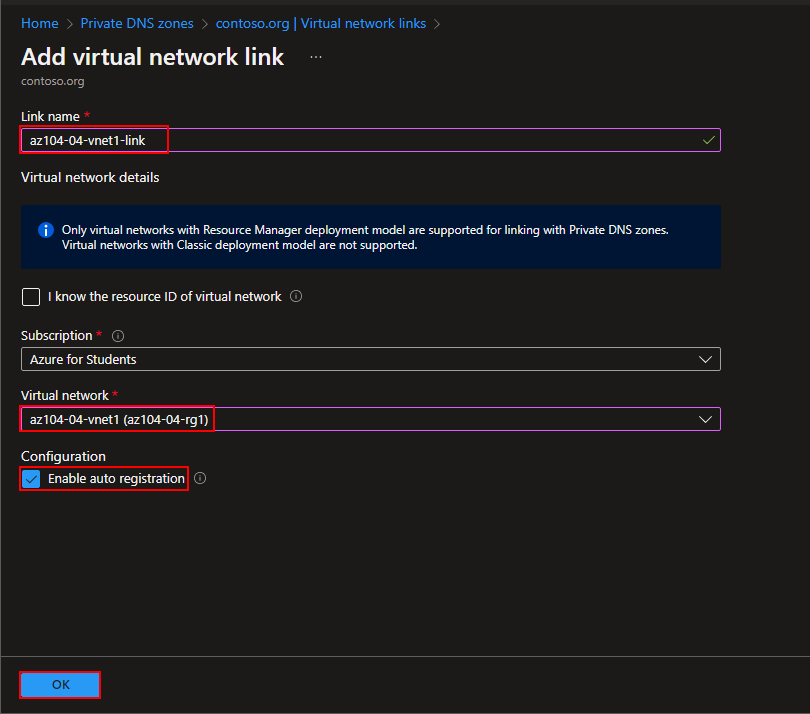 Home > Private DNS zones > contoso.org | Virtual network links >
Add virtual network link ...
contoso.org
Link name *
az104-04-vnet1-link
Virtual network details
Only virtual networks with Resource Manager deployment model are supported for linking with Private DNS zones.
Virtual networks with Classic deployment model are not supported.
I know the resource ID of virtual network
Subscription *
Azure for Students
Virtual network *
az104-04-vnet1 (az104-04-rg1)
Configuration
Enable auto registration
OK